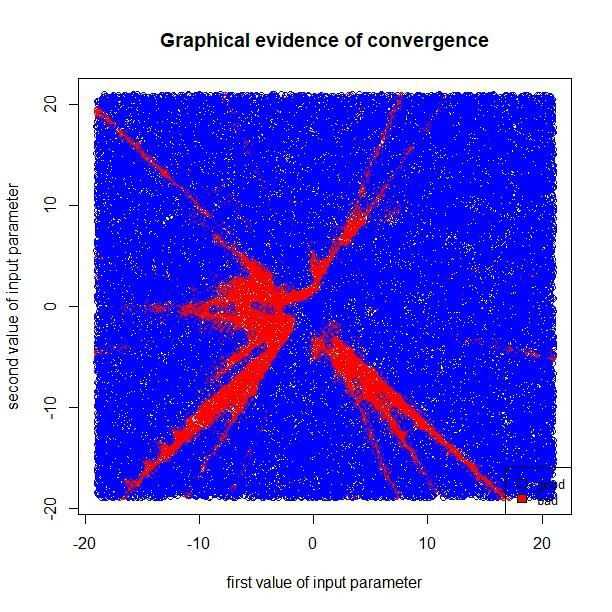 Graphical evidence of convergence
20
10
0
-10
-20
second value of input parameter
-20
-10
0
10
20
first value of input parameter
bad